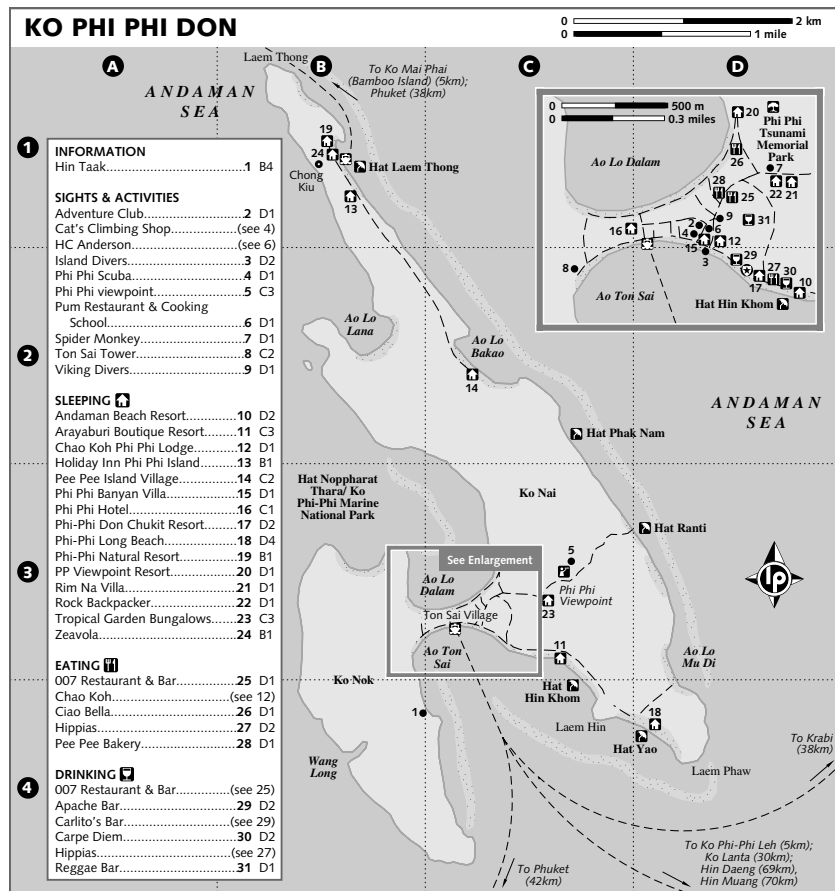 KO PHI PHI DON
0 2 km
0 1 mile
A
B
C
D
1
2
3
4
INFORMATION
Hin Taak....................1 B4
SIGHTS & ACTIVITIES
Adventure Club....................2 D1
Cat's Climbing Shop....................(see 4)
HC Anderson....................(see 6)
Island Divers....................3 D2
Phi Phi Scuba....................4 D1
Phi Phi viewpoint....................5 C3
Pum Restaurant & Cooking
School....................6 D1
Spider Monkey....................7 D1
Ton Sai Tower....................8 C2
Viking Divers....................9 D1
SLEEPING
Andaman Beach Resort....................10 D2
Arayaburi Boutique Resort....................11 C3
Chao Koh Phi Phi Lodge....................12 D1
Holiday Inn Phi Phi Island....................13 B1
Pee Pee Island Village....................14 C2
Phi Phi Banyan Villa....................15 D1
Phi Phi Hotel....................16 C1
Phi-Phi Don Chukit Resort....................17 D2
Phi-Phi Long Beach....................18 D4
Phi-Phi Natural Resort....................19 B1
PP Viewpoint Resort....................20 D1
Rim Na Villa....................21 D1
Rock Backpacker....................22 D1
Tropical Garden Bungalows....................23 C3
Zeavola....................24 B1
EATING
007 Restaurant & Bar....................25 D1
Chao Koh....................(see 12)
Ciao Bella....................26 D1
Hippias....................27 D2
Pee Pee Bakery....................28 D1
DRINKING
007 Restaurant & Bar....................(see 25)
Apache Bar....................29 D2
Carlito's Bar....................(see 29)
Carpe Diem....................30 D2
Hippias....................(see 27)
Reggae Bar....................31 D1
Laem Thong
To Ko Mai Phai
(Bamboo Island) (5km);
Phuket (38km)
ANDAMAN
SEA
19
24
Chong
Kiu
Hat Laem Thong
13
Ao Lo
Lana
Ao Lo
Bakao
14
0 500 m
0 0.3 miles
20
Phi Phi
Tsunami
Memorial
Park
Ao Lo Dalam
26
7
28
25
22
21
9
31
2
6
16
4
12
15
3
29
8
27
30
17
10
Ao Ton Sai
Hat Hin Khom
ANDAMAN
SEA
Hat Phak Nam
Hat Noppharat
Thara/ Ko
Phi-Phi Marine
National Park
Ko Nai
Hat Ranti
See Enlargement
5
Phi Phi
Viewpoint
Ao Lo
Dalam
23
Ton Sai Village
Ao Ton
Sai
11
Ao Lo
Mu Di
lp
Ko Nok
Hat
Hin Khom
1
18
Laem Hin
Hat Yao
To Krabi
(38km)
Wang
Long
Laem Phaw
To Phuket
(42km)
To Ko Phi-Phi Leh (5km);
Ko Lanta (30km);
Hin Daeng (69km),
Hin Muang (70km)